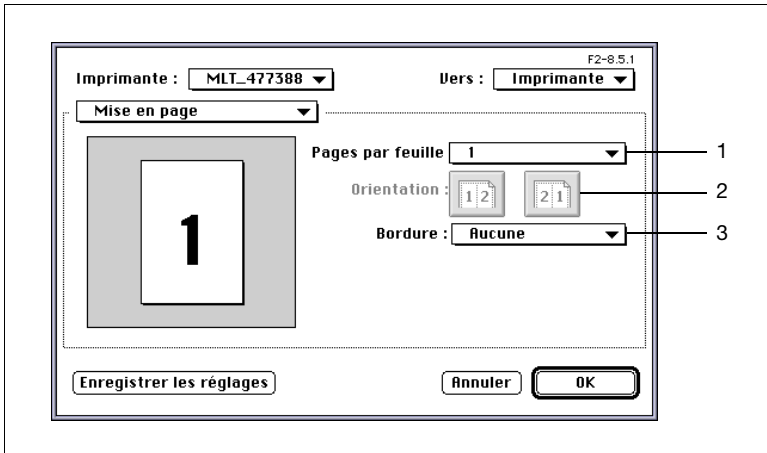 F2-8.5.1
Imprimante : MLT_477388 Vers : Imprimante
Mise en page
Pages par feuille 1 1
Orientation : 1 2 2 1 2
Bordure : Aucune 3
1
Enregistrer les réglages Annuler OK